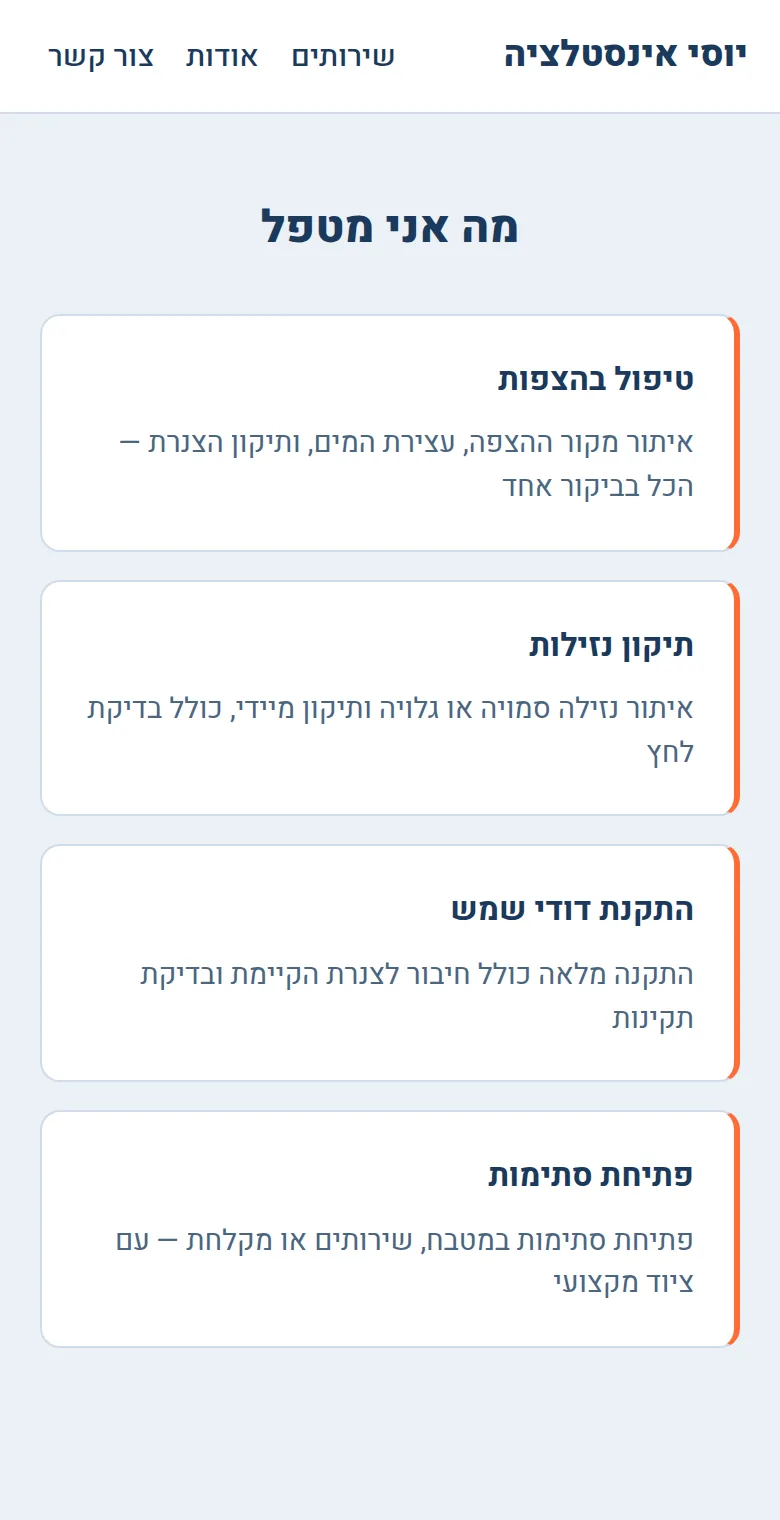 יוסי אינסטלציה
שירותים
אודות
צור קשר
מה אני מטפל
טיפול בהצפות
איתור מקור ההצפה, עצירת המים, ותיקון הצנרת –
הכל בביקור אחד
תיקון נזילות
איתור נזילה סמויה או גלויה ותיקון מיידי, כולל בדיקת
לחץ
התקנת דודי שמש
התקנה מלאה כולל חיבור לצנרת הקיימת ובדיקת
תקינות
פתיחת סתימות
פתיחת סתימות במטבח, שירותים או מקלחת – עם
ציוד מקצועי